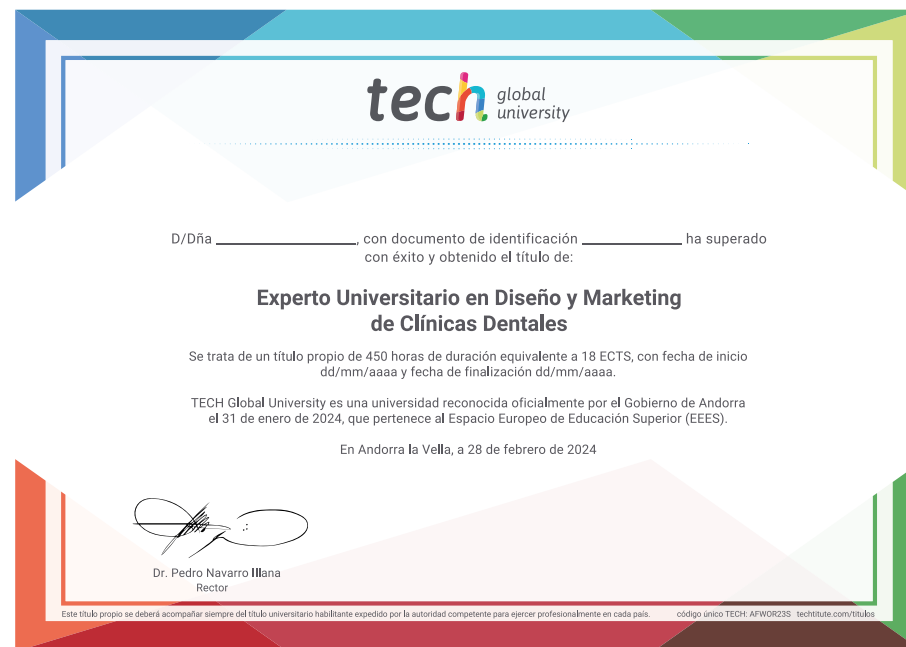 tech global university
D/Dña ____________________, con documento de identificación ______________ ha superado
con éxito y obtenido el título de:
Experto Universitario en Diseño y Marketing
de Clínicas Dentales
Se trata de un título propio de 450 horas de duración equivalente a 18 ECTS, con fecha de inicio
dd/mm/aaaa y fecha de finalización dd/mm/aaaa.
TECH Global University es una universidad reconocida oficialmente por el Gobierno de Andorra
el 31 de enero de 2024, que pertenece al Espacio Europeo de Educación Superior (EEES).
En Andorra la Vella, a 28 de febrero de 2024
Dr. Pedro Navarro Illana
Rector
Este título propio se deberá acompañar siempre del título universitario habilitante expedido por la autoridad competente para ejercer profesionalmente en cada país. código único TECH: AFWOR23S techtitute.com/titulos